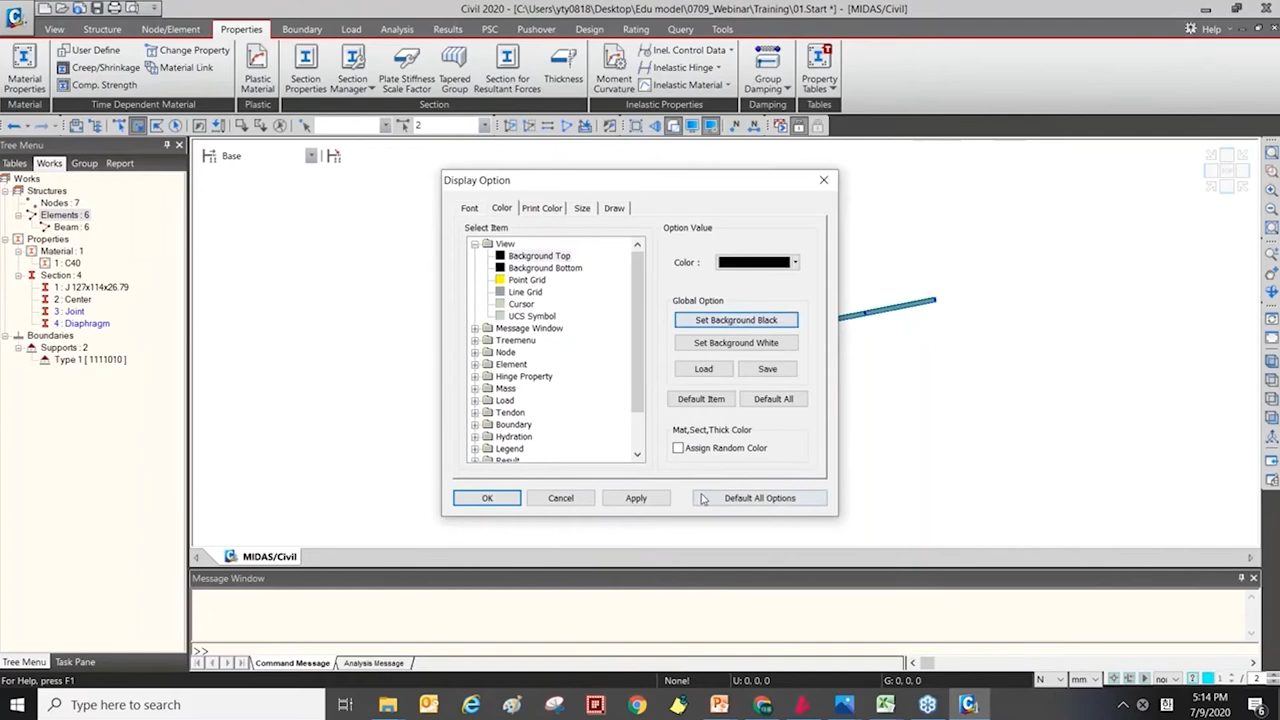 Civil 2020 - [C:\Users\yty0818\Desktop\Edu model\0709_Webinar\Training\01.Start *] - [MIDAS/Civil]
View Structure Node/Element Properties Boundary Load Analysis Results PSC Pushover Design Rating Query Tools Help
User Define Change Property
Creep/Shrinkage Material Link
Comp. Strength
Material Properties
Plastic Material
Section Properties
Section Manager
Plate Stiffness Scale Factor
Tapered Group
Section for Resultant Forces
Thickness
Moment Curvature
Inel. Control Data
Inelastic Hinge
Inelastic Material
Group Damping
Property Tables
Material Time Dependent Material Plastic Section Inelastic Properties Damping Tables
2
Tree Menu
Tables Works Group Report
Base
Works
Structures
Nodes : 7
Elements : 6
Beam : 6
Properties
Material : 1
1 : C40
Section : 4
1 : J 127x114x26.79
2 : Center
3 : Joint
4 : Diaphragm
Boundaries
Supports : 2
Type 1 [ 1111010 ]
Display Option
Font Color Print Color Size Draw
Select Item
View
Background Top
Background Bottom
Point Grid
Line Grid
Cursor
UCS Symbol
Message Window
Treemenu
Node
Element
Hinge Property
Mass
Load
Tendon
Boundary
Hydration
Legend
Result
Option Value
Color :
Global Option
Set Background Black
Set Background White
Load Save
Default Item Default All
Mat,Sect,Thick Color
Assign Random Color
OK Cancel Apply Default All Options
MIDAS/Civil
Message Window
>>
Tree Menu Task Pane
Command Message Analysis Message
For Help, press F1
None! U: 0, 0, 0 G: 0, 0, 0 N mm 1 / 2
Type here to search
5:14 PM
7/9/2020
6